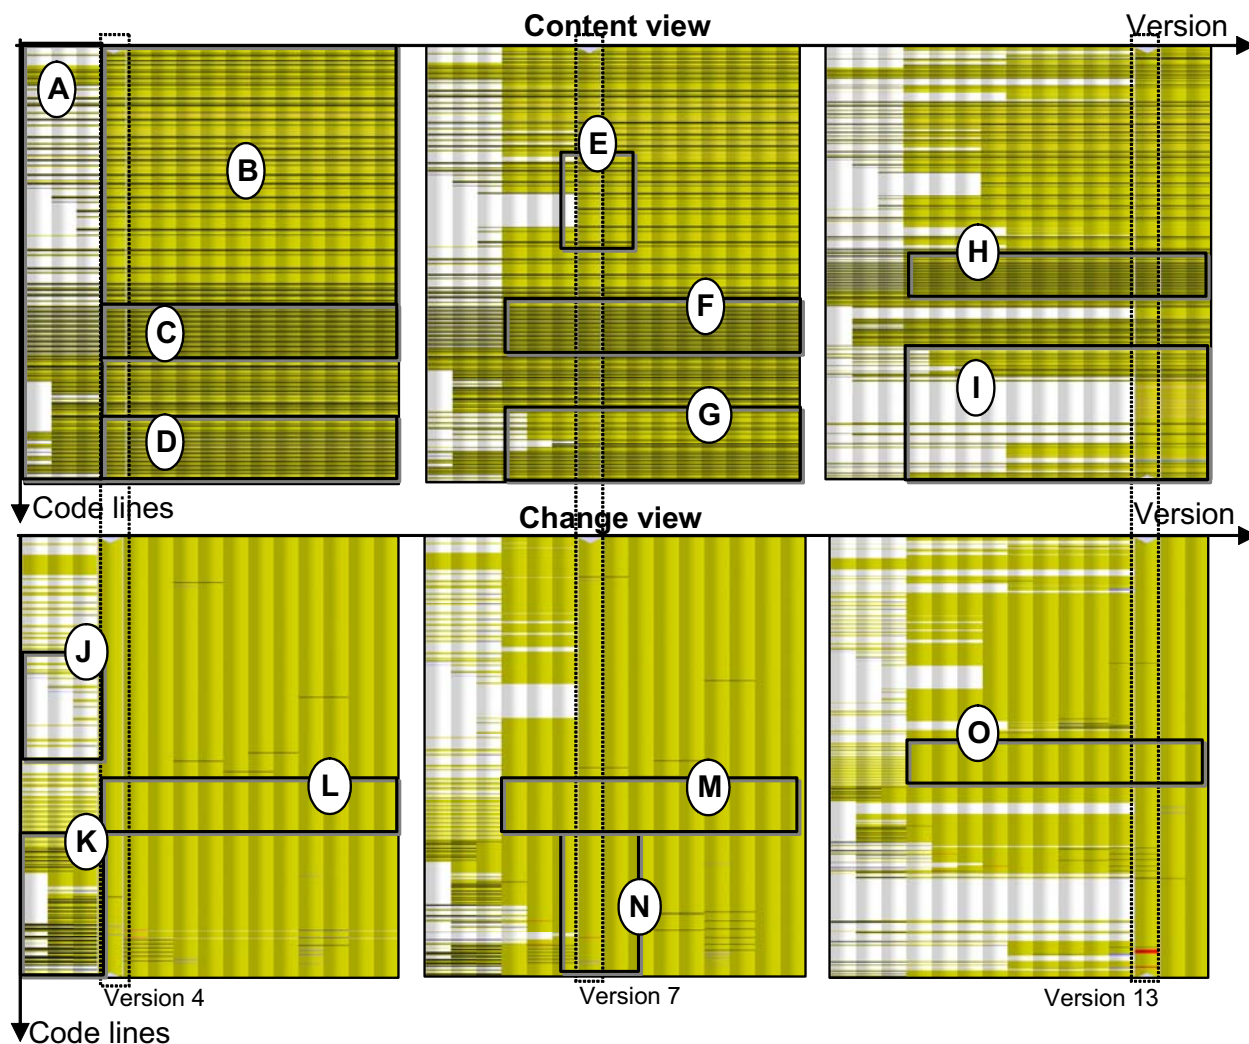 Content view
Version
A
B
E
C
D
F
G
H
I
Code lines
Change view
Version
J
K
L
M
N
O
Version 4
Version 7
Version 13
Code lines